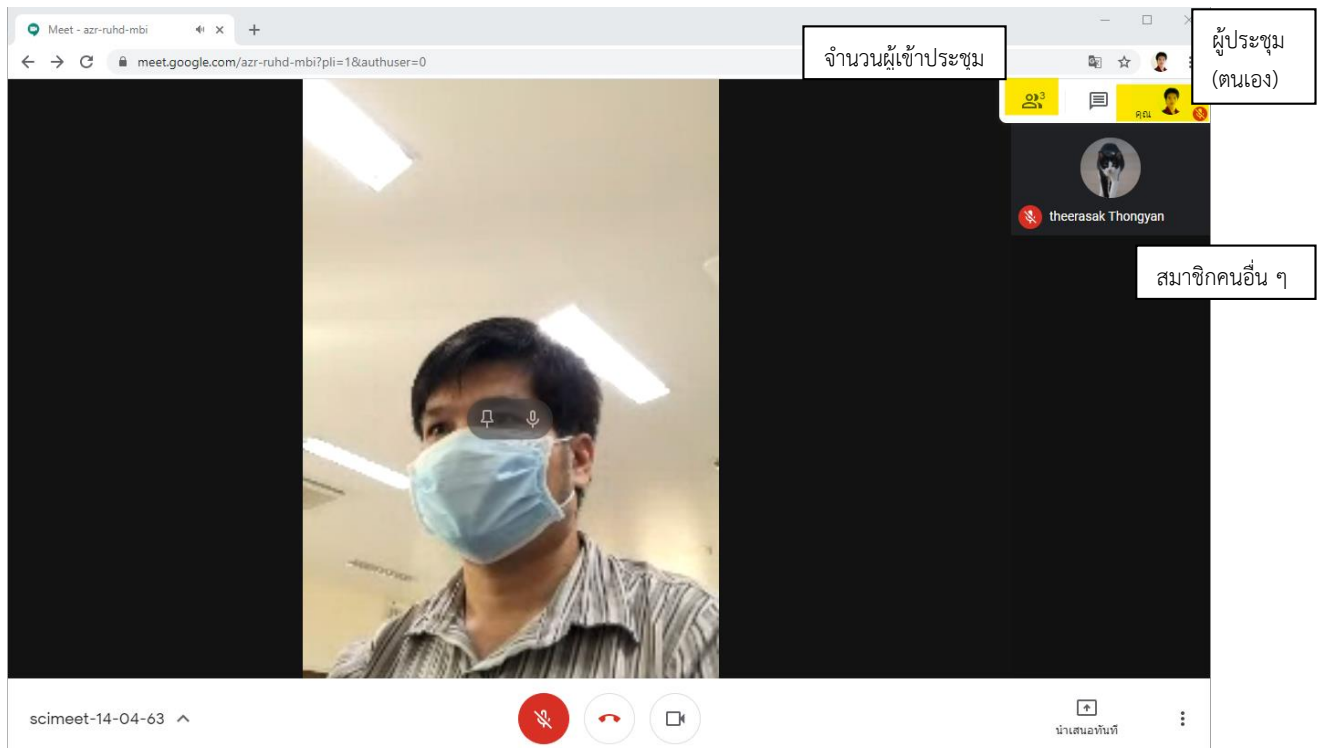 Meet - azr-ruhd-mbi
meet.google.com/azr-ruhd-mbi?pli=1&authuser=0
จำนวนผู้เข้าประชุม
ผู้ประชุม
(ตนเอง)
3
คุณ
theerasak Thongyan
สมาชิกคนอื่น ๆ
scimeet-14-04-63
นำเสนอทันที